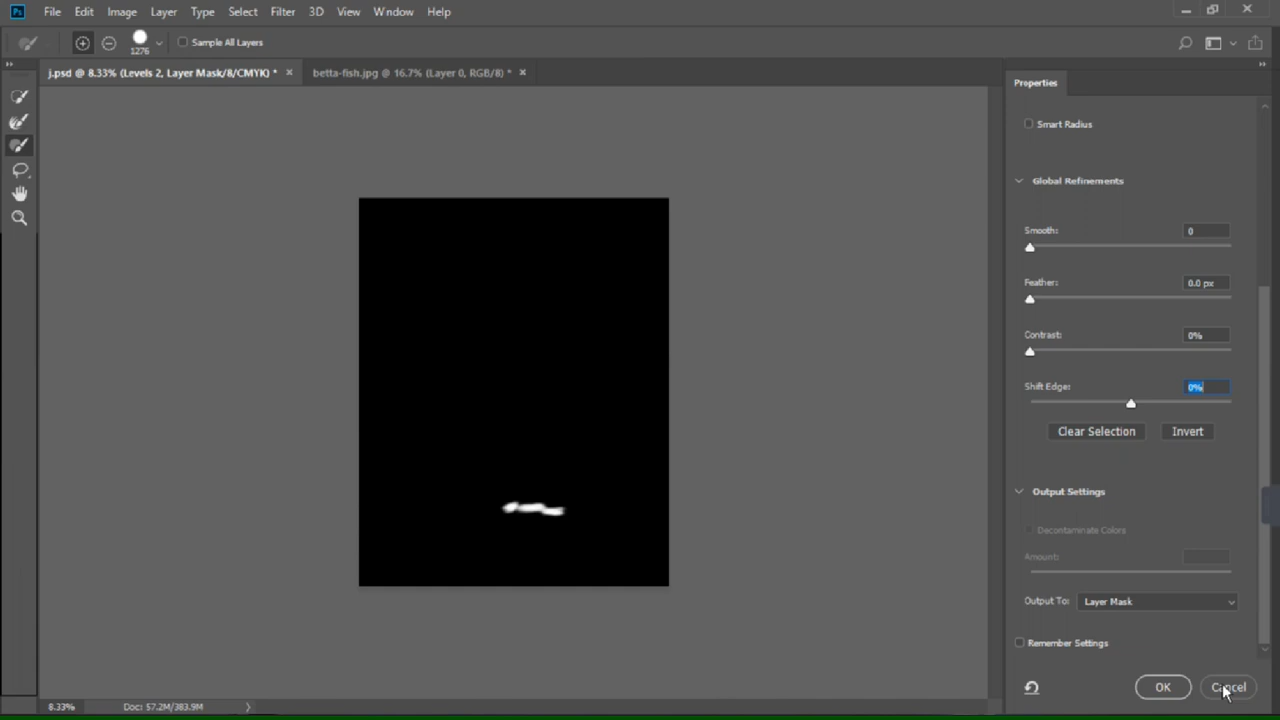 Ps File Edit Image Layer Type Select Filter 3D View Window Help
1276 Sample All Layers
j.psd @ 8.33% (Levels 2, Layer Mask/8/CMYK) * × betta-fish.jpg @ 16.7% (Layer 0, RGB/8) * ×
Properties
Smart Radius
Global Refinements
Smooth: 0
Feather: 0.0 px
Contrast: 0%
Shift Edge: 0%
Clear Selection Invert
Output Settings
Decontaminate Colors
Amount:
Output To: Layer Mask
Remember Settings
OK Cancel
8.33% Doc: 57.2M/383.9M